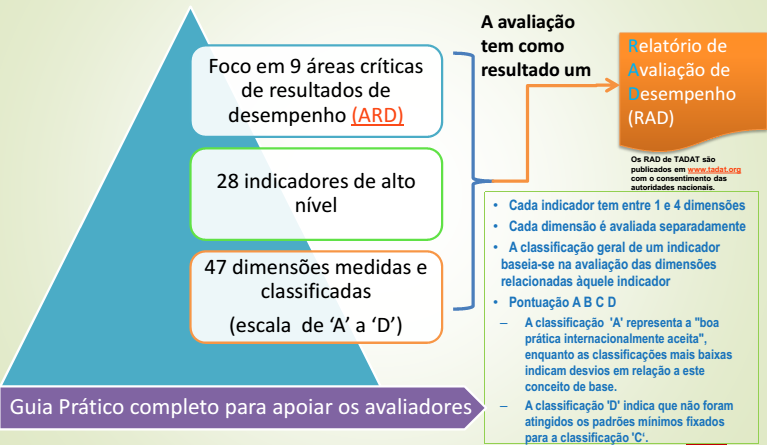 Foco em 9 áreas críticas
de resultados de
desempenho (ARD)
28 indicadores de alto
nível
47 dimensões medidas e
classificadas
(escala de ‘A’ a ‘D’)
Guia Prático completo para apoiar os avaliadores
A avaliação
tem como
resultado um
Relatório de
Avaliação de
Desempenho
(RAD)
Os RAD de TADAT são
publicados em www.tadat.org
com o consentimento das
autoridades nacionais.
• Cada indicador tem entre 1 e 4 dimensões
• Cada dimensão é avaliada separadamente
• A classificação geral de um indicador
baseia-se na avaliação das dimensões
relacionadas àquele indicador
• Pontuação A B C D
– A classificação 'A' representa a "boa
prática internacionalmente aceita",
enquanto as classificações mais baixas
indicam desvios em relação a este
conceito de base.
– A classificação 'D' indica que não foram
atingidos os padrões mínimos fixados
para a classificação 'C‘.